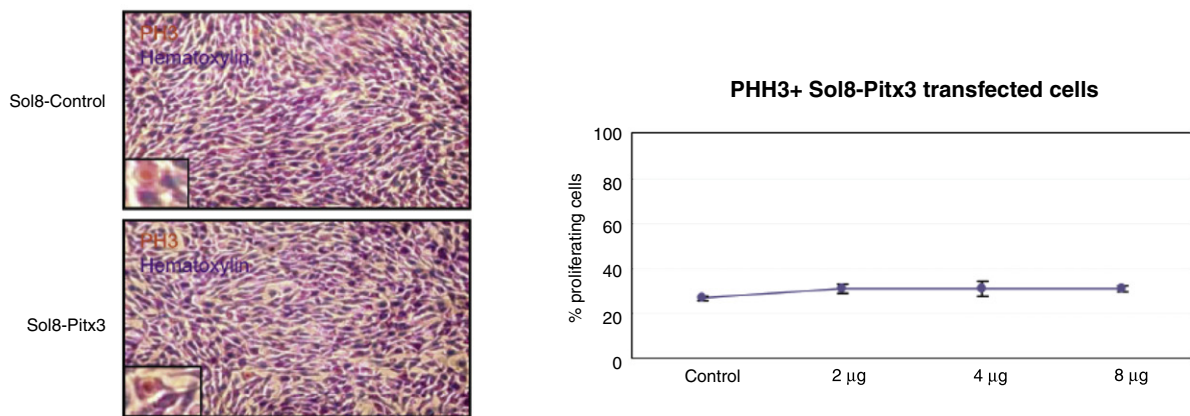 Sol8-Control
PH3
Hematoxylin
Sol8-Pitx3
PH3
Hematoxylin
PHH3+ Sol8-Pitx3 transfected cells
% proliferating cells
100
80
60
40
20
0
Control
2 µg
4 µg
8 µg